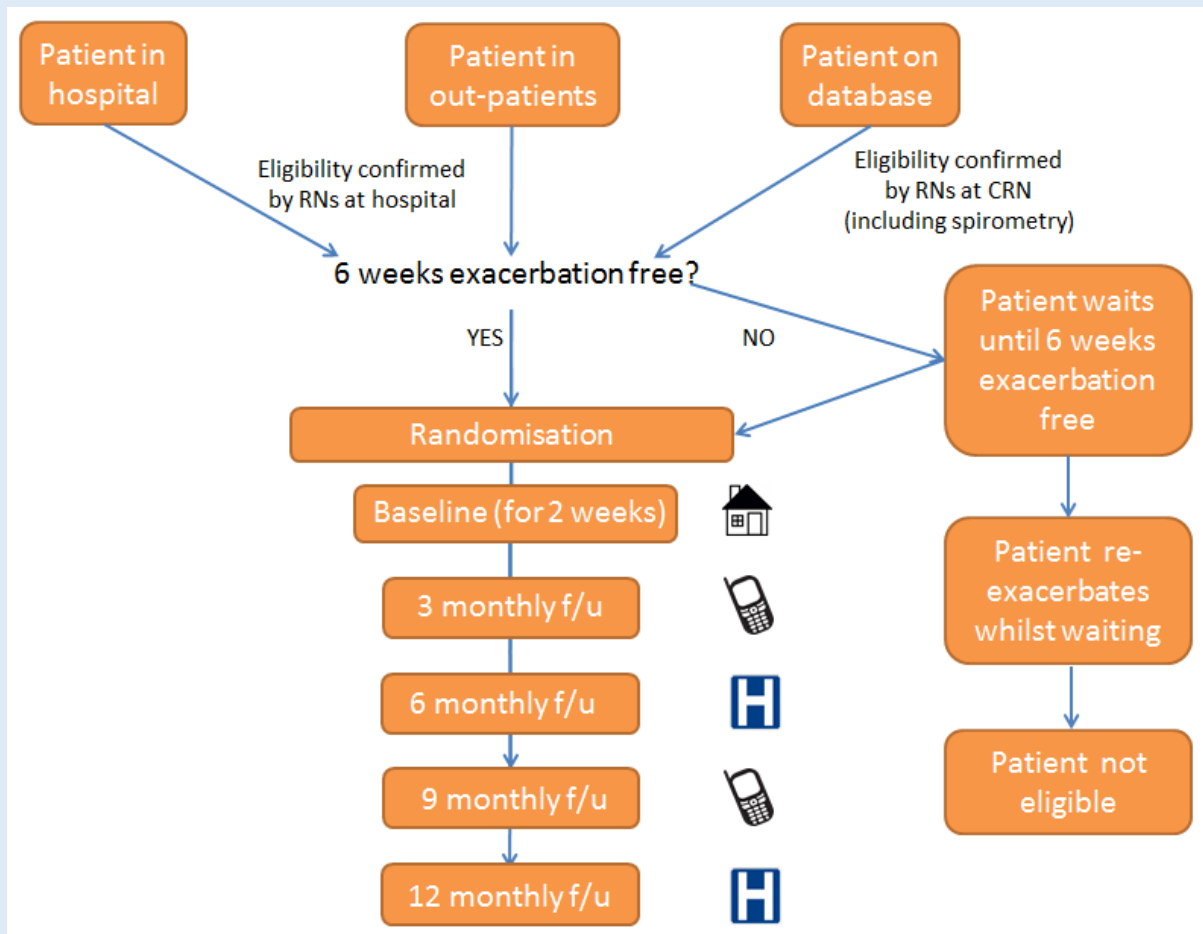 Patient in
hospital
Patient in
out-patients
Patient on
database
Eligibility confirmed
by RNs at hospital
Eligibility confirmed
by RNs at CRN
(including spirometry)
6 weeks exacerbation free?
YES
NO
Patient waits
until 6 weeks
exacerbation
free
Randomisation
Baseline (for 2 weeks)
3 monthly f/u
6 monthly f/u
9 monthly f/u
12 monthly f/u
Patient re-
exacerbates
whilst waiting
Patient not
eligible
H
H